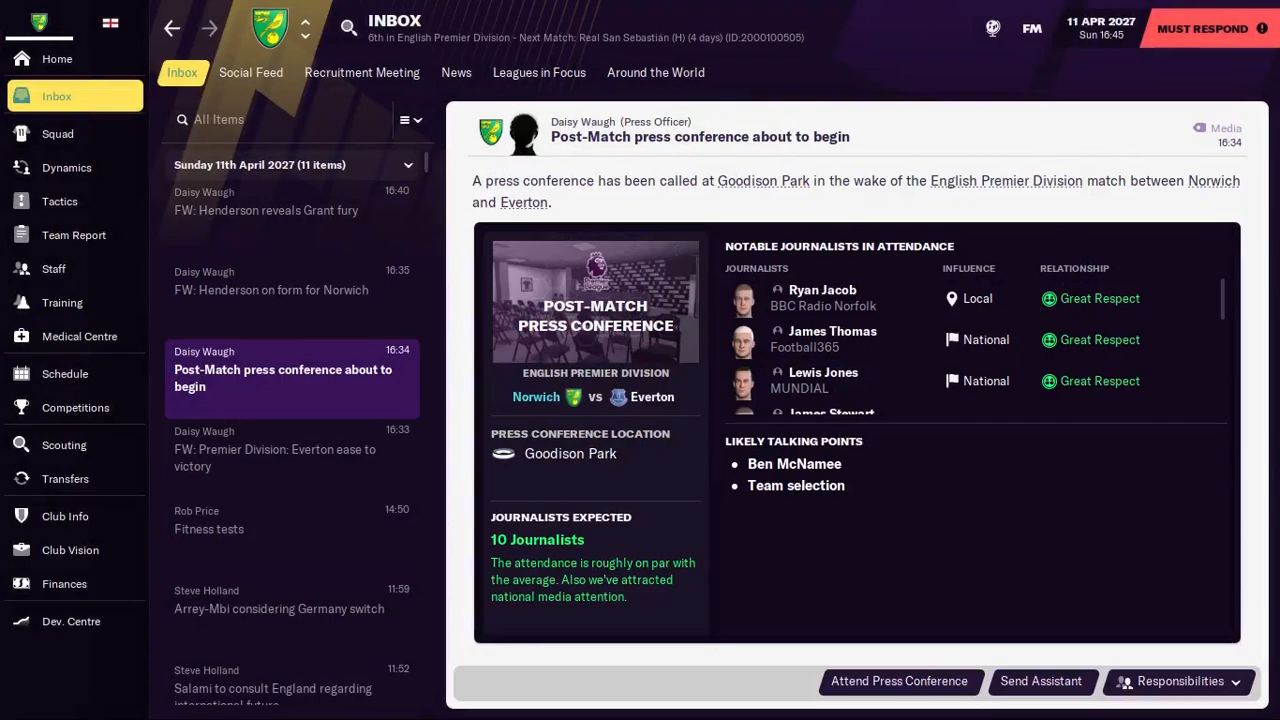 INBOX
6th in English Premier Division - Next Match: Real San Sebastián (H) (4 days) (ID:2000100505)
FM
11 APR 2027
Sun 16:45
MUST RESPOND
Home
Inbox
Squad
Dynamics
Tactics
Team Report
Staff
Training
Medical Centre
Schedule
Competitions
Scouting
Transfers
Club Info
Club Vision
Finances
Dev. Centre
Inbox
Social Feed
Recruitment Meeting
News
Leagues in Focus
Around the World
All Items
Sunday 11th April 2027 (11 items)
Daisy Waugh 16:40
FW: Henderson reveals Grant fury
Daisy Waugh 16:35
FW: Henderson on form for Norwich
Daisy Waugh 16:34
Post-Match press conference about to
begin
Daisy Waugh 16:33
FW: Premier Division: Everton ease to
victory
Rob Price 14:50
Fitness tests
Steve Holland 11:59
Arrey-Mbi considering Germany switch
Steve Holland 11:52
Salami to consult England regarding
international future
Daisy Waugh (Press Officer)
Post-Match press conference about to begin
Media
16:34
A press conference has been called at Goodison Park in the wake of the English Premier Division match between Norwich
and Everton.
POST-MATCH
PRESS CONFERENCE
ENGLISH PREMIER DIVISION
Norwich vs Everton
PRESS CONFERENCE LOCATION
Goodison Park
JOURNALISTS EXPECTED
10 Journalists
The attendance is roughly on par with
the average. Also we've attracted
national media attention.
NOTABLE JOURNALISTS IN ATTENDANCE
JOURNALISTS INFLUENCE RELATIONSHIP
Ryan Jacob
BBC Radio Norfolk
Local
Great Respect
James Thomas
Football365
National
Great Respect
Lewis Jones
MUNDIAL
National
Great Respect
James Stewart
LIKELY TALKING POINTS
• Ben McNamee
• Team selection
Attend Press Conference
Send Assistant
Responsibilities